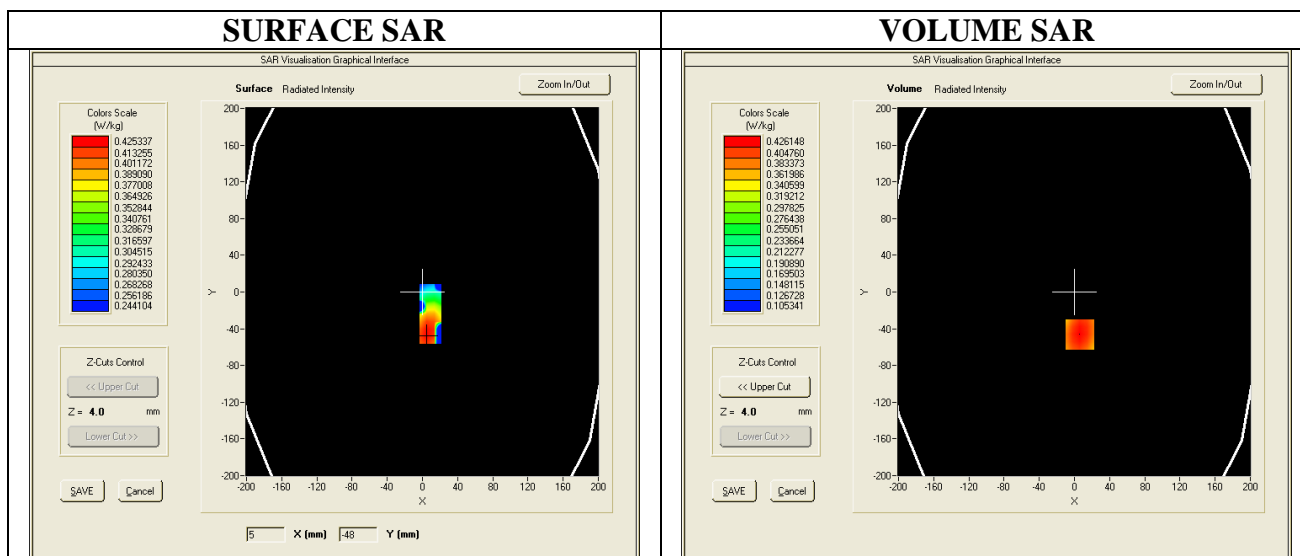 SURFACE SAR
SAR Visualisation Graphical Interface
Surface Radiated Intensity
Zoom In/Out
Colors Scale
(W/kg)
0.425337
0.413255
0.401172
0.389090
0.377008
0.364926
0.352844
0.340761
0.328679
0.316597
0.304515
0.292433
0.280350
0.268268
0.256186
0.244104
Z-Cuts Control
<< Upper Cut
Z = 4.0 mm
Lower Cut >>
SAVE Cancel
200
160
120
80
40
0
-40
-80
-120
-160
-200
Y
-200 -160 -120 -80 -40 0 40 80 120 160 200
X
5 X (mm) -48 Y (mm)
VOLUME SAR
SAR Visualisation Graphical Interface
Volume Radiated Intensity
Zoom In/Out
Colors Scale
(W/kg)
0.426148
0.404760
0.383373
0.361986
0.340599
0.319212
0.297825
0.276438
0.255051
0.233664
0.212277
0.190890
0.169503
0.148115
0.126728
0.105341
Z-Cuts Control
<< Upper Cut
Z = 4.0 mm
Lower Cut >>
SAVE Cancel
200
160
120
80
40
0
-40
-80
-120
-160
-200
Y
-200 -160 -120 -80 -40 0 40 80 120 160 200
X